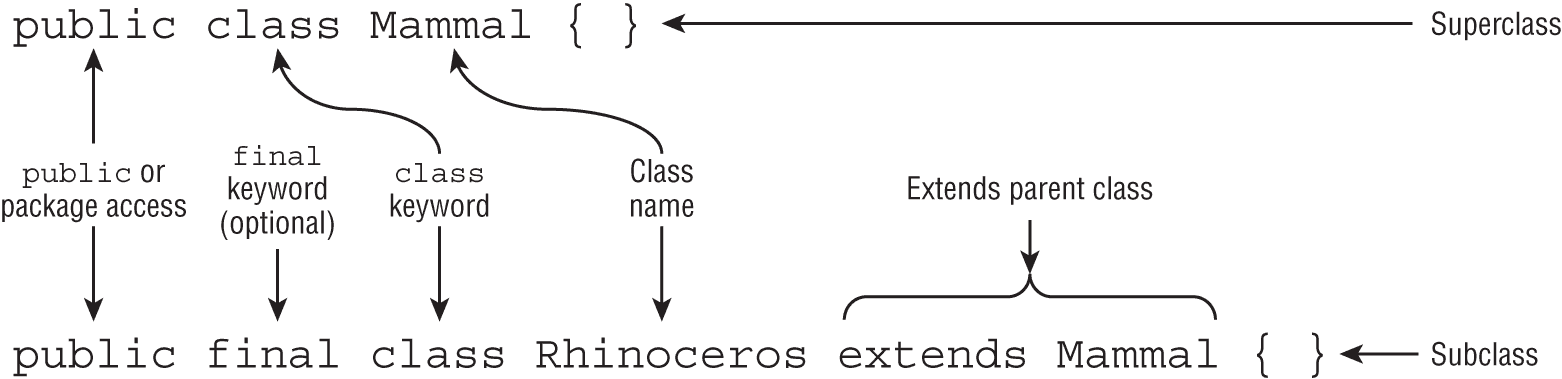 public class Mammal { }
Superclass
public or
package access
final
keyword
(optional)
class
keyword
Class
name
Extends parent class
public final class Rhinoceros extends Mammal { }
Subclass